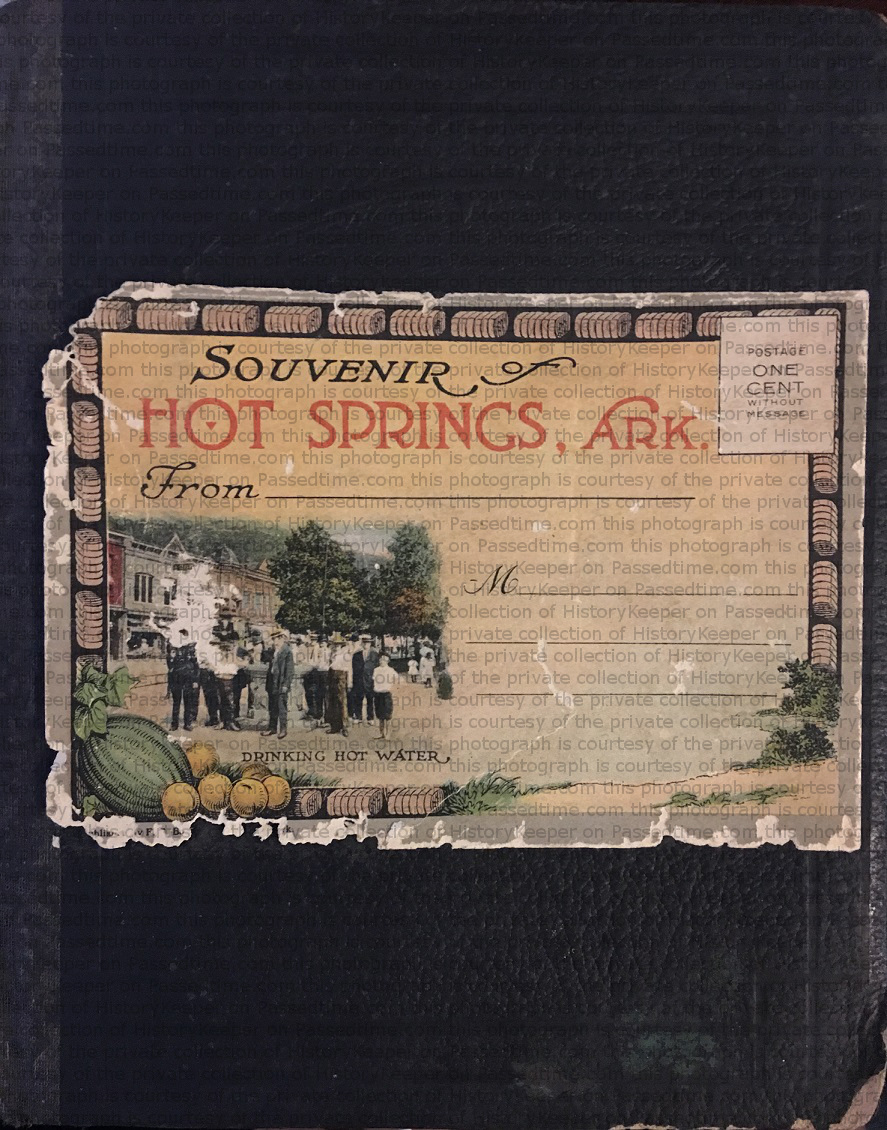 SOUVENIR of
HOT SPRINGS, ARK.
POSTAGE
ONE
CENT
WITHOUT
MESSAGE
From
M
DRINKING HOT WATER
this photograph is courtesy of the private collection of HistoryKeeper on Passedtime.com